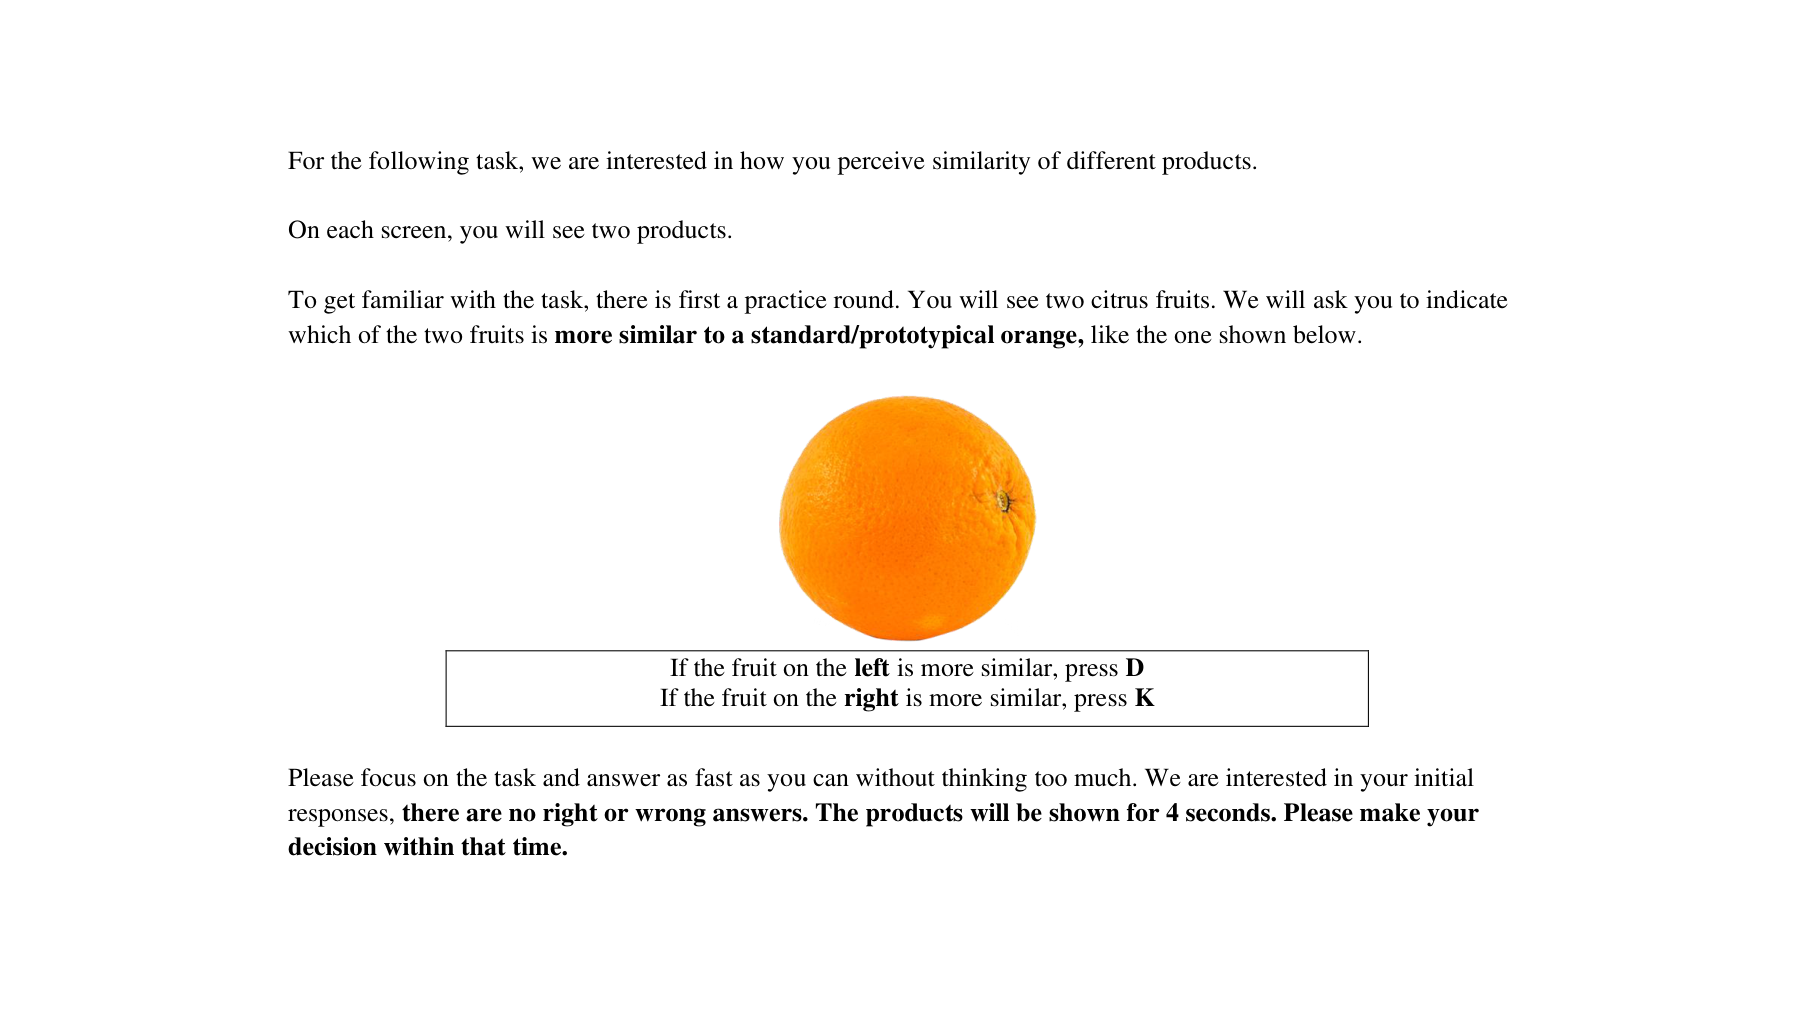 For the following task, we are interested in how you perceive similarity of different products.
On each screen, you will see two products.
To get familiar with the task, there is first a practice round. You will see two citrus fruits. We will ask you to indicate
which of the two fruits is more similar to a standard/prototypical orange, like the one shown below.
If the fruit on the left is more similar, press D
If the fruit on the right is more similar, press K
Please focus on the task and answer as fast as you can without thinking too much. We are interested in your initial
responses, there are no right or wrong answers. The products will be shown for 4 seconds. Please make your
decision within that time.